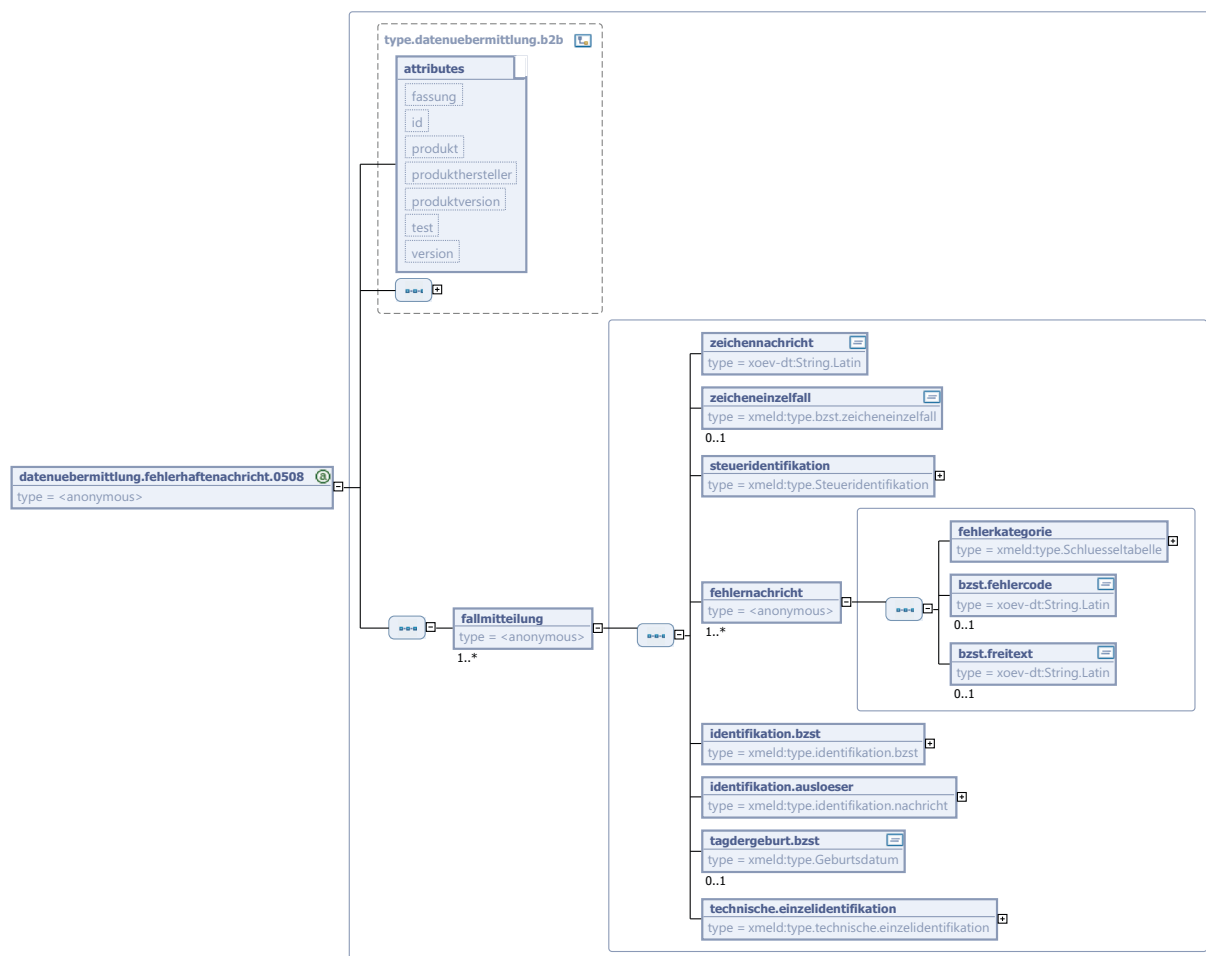 type.datenuebermittlung.b2b
attributes
fassung
id
produkt
produkthersteller
produktversion
test
version
zeichennachricht
type = xoev-dt:String.Latin
zeicheneinzelfall
type = xmeld:type.bzst.zeicheneinzelfall
0..1
datenuebermittlung.fehlerhaftenachricht.0508
type = <anonymous>
steueridentifikation
type = xmeld:type.Steueridentifikation
fallmitteilung
type = <anonymous>
1..*
fehlernachricht
type = <anonymous>
1..*
fehlerkategorie
type = xmeld:type.Schluesseltabelle
bzst.fehlercode
type = xoev-dt:String.Latin
0..1
bzst.freitext
type = xoev-dt:String.Latin
0..1
identifikation.bzst
type = xmeld:type.identifikation.bzst
identifikation.ausloeser
type = xmeld:type.identifikation.nachricht
tagdergeburt.bzst
type = xmeld:type.Geburtsdatum
0..1
technische.einzelidentifikation
type = xmeld:type.technische.einzelidentifikation